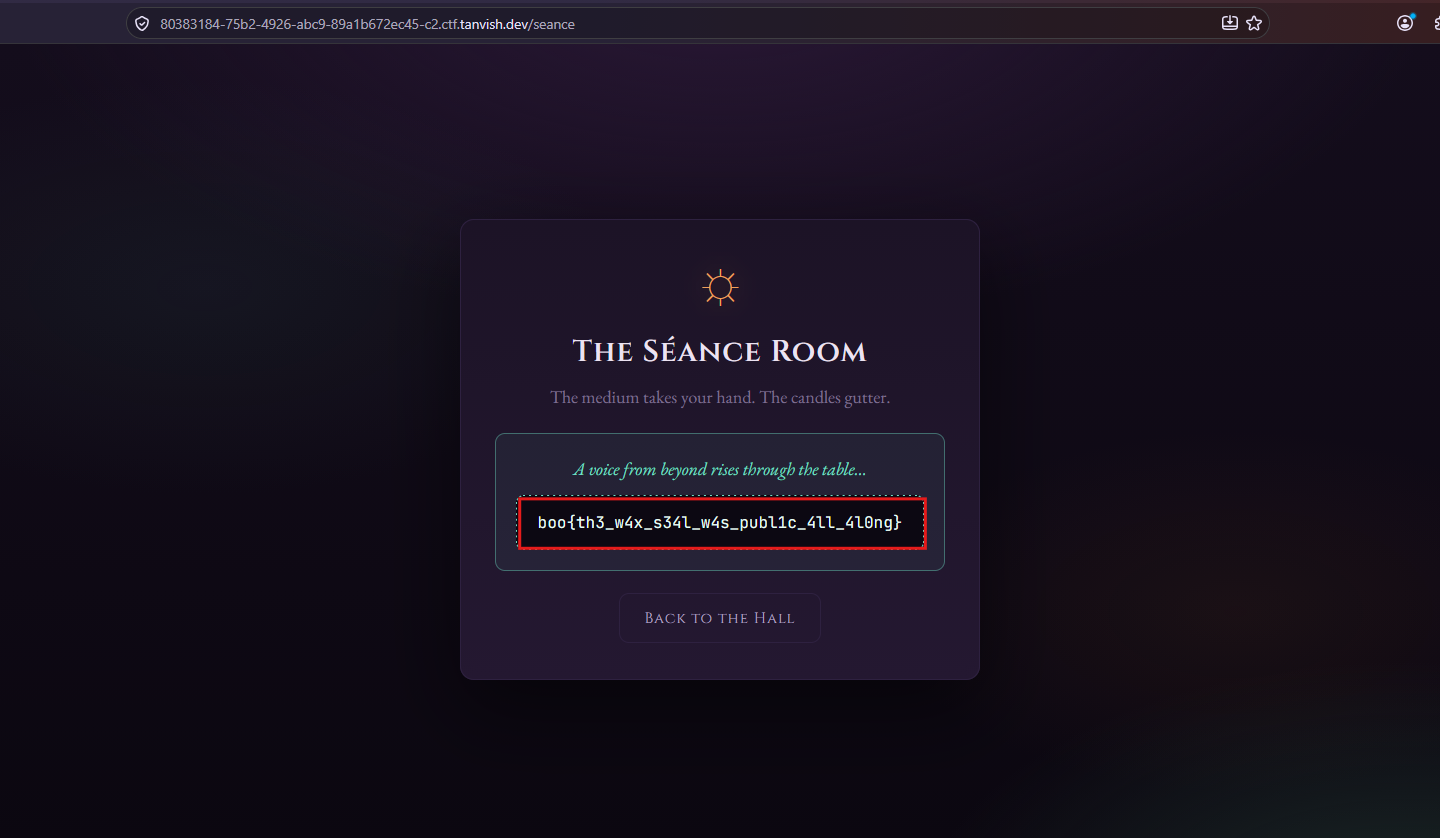 80383184-75b2-4926-abc9-89a1b672ec45-c2.ctf.tanvish.dev/seance
The Séance Room
The medium takes your hand. The candles gutter.
A voice from beyond rises through the table...
boo{th3_w4x_s34l_w4s_publ1c_4ll_4l0ng}
Back to the Hall